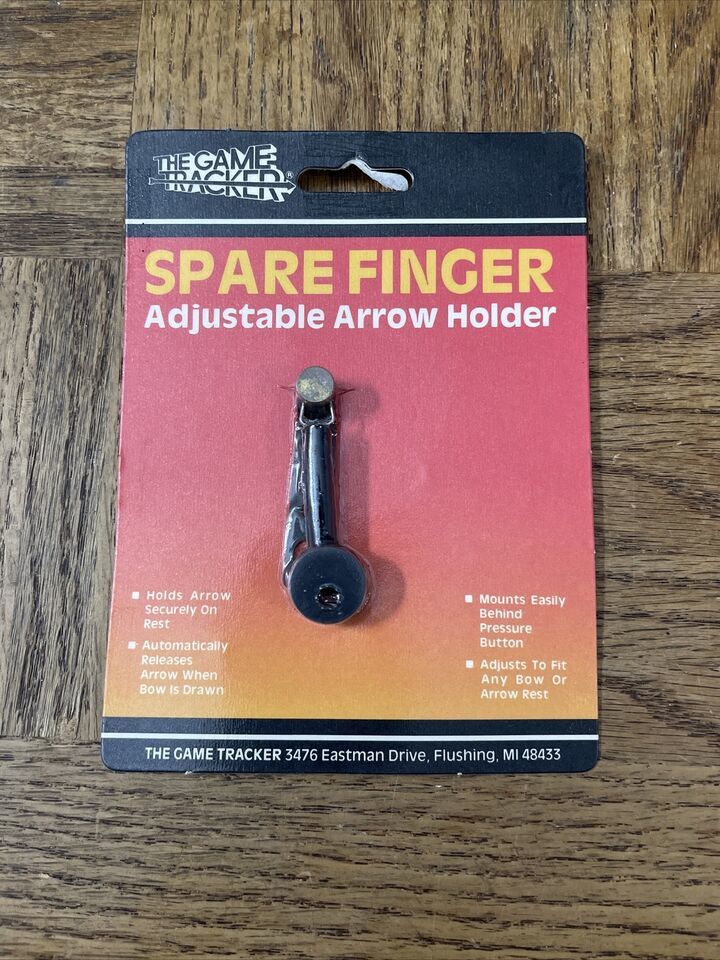 THE GAME
TRACKER®
SPARE FINGER
Adjustable Arrow Holder
■ Holds Arrow
Securely On
Rest
■ Automatically
Releases
Arrow When
Bow Is Drawn
■ Mounts Easily
Behind
Pressure
Button
■ Adjusts To Fit
Any Bow Or
Arrow Rest
THE GAME TRACKER 3476 Eastman Drive, Flushing, MI 48433